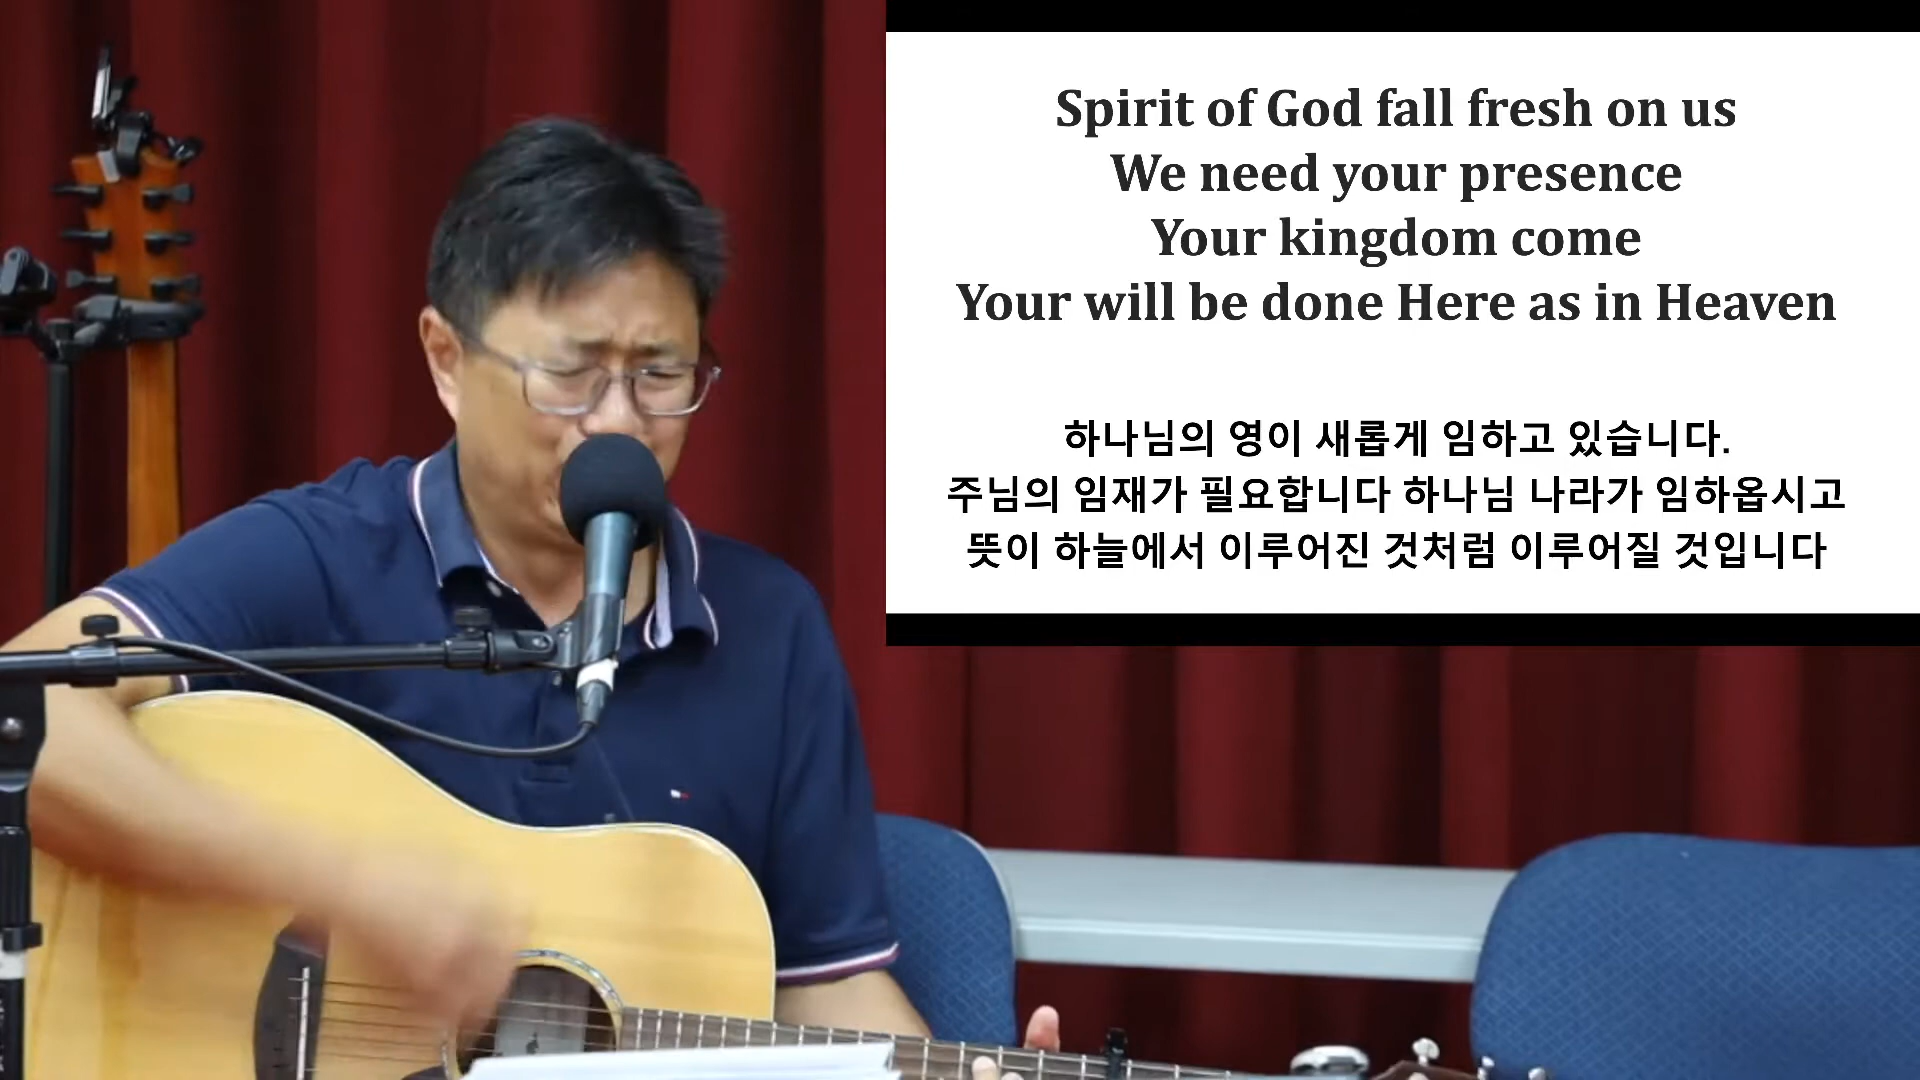 Spirit of God fall fresh on us
We need your presence
Your kingdom come
Your will be done Here as in Heaven
하나님의 영이 새롭게 임하고 있습니다.
주님의 임재가 필요합니다 하나님 나라가 임하옵시고
뜻이 하늘에서 이루어진 것처럼 이루어질 것입니다